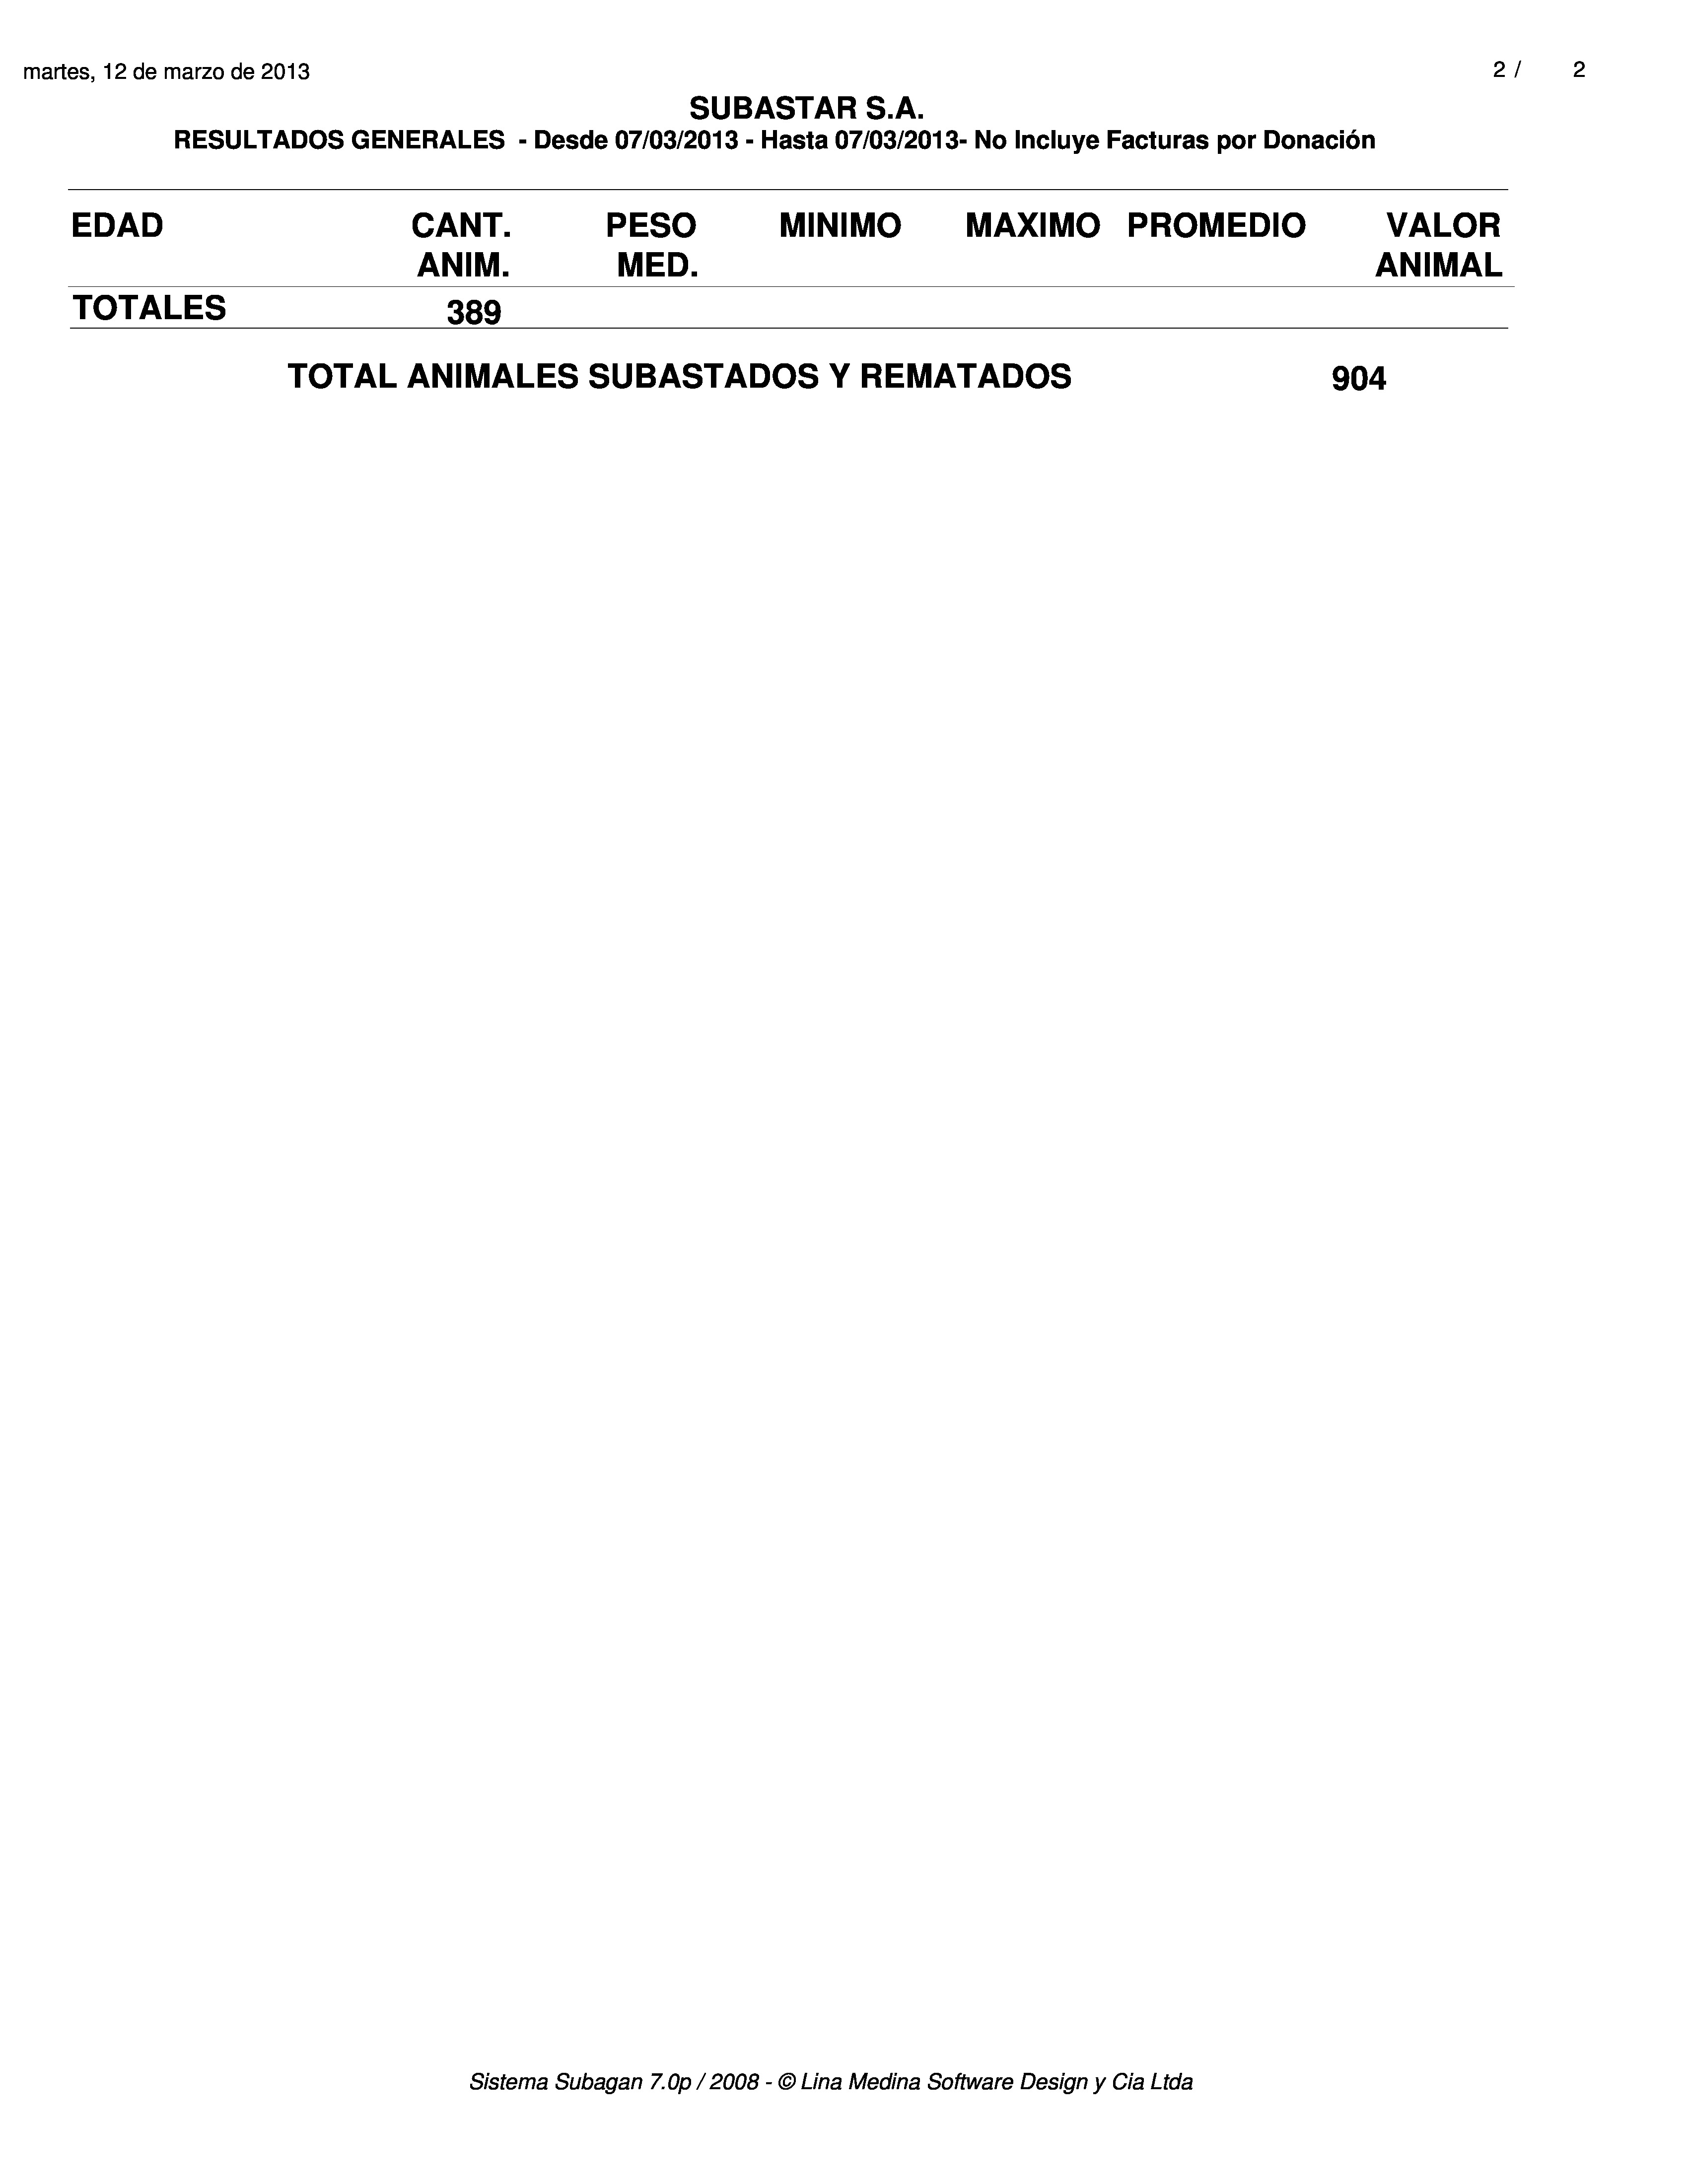 martes, 12 de marzo de 2013 2 / 2
SUBASTAR S.A.
RESULTADOS GENERALES - Desde 07/03/2013 - Hasta 07/03/2013- No Incluye Facturas por Donación
EDAD CANT. PESO MINIMO MAXIMO PROMEDIO VALOR
ANIM. MED. ANIMAL
TOTALES 389
TOTAL ANIMALES SUBASTADOS Y REMATADOS 904
Sistema Subagan 7.0p / 2008 - © Lina Medina Software Design y Cia Ltda